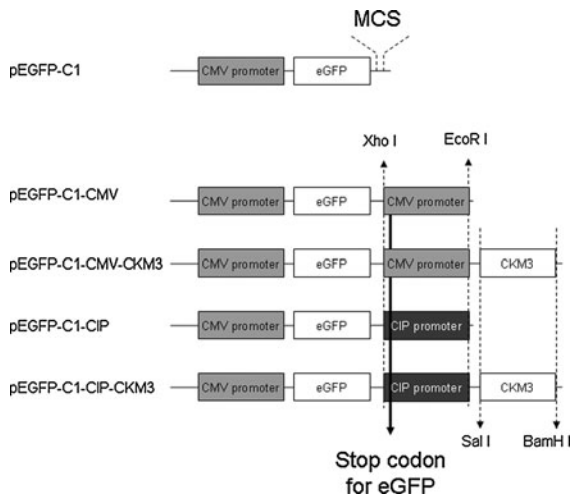 MCS
pEGFP-C1
CMV promoter eGFP
Xho I EcoR I
pEGFP-C1-CMV
CMV promoter eGFP CMV promoter
pEGFP-C1-CMV-CKM3
CMV promoter eGFP CMV promoter CKM3
pEGFP-C1-CIP
CMV promoter eGFP CIP promoter
pEGFP-C1-CIP-CKM3
CMV promoter eGFP CIP promoter CKM3
Sal I BamH I
Stop codon
for eGFP